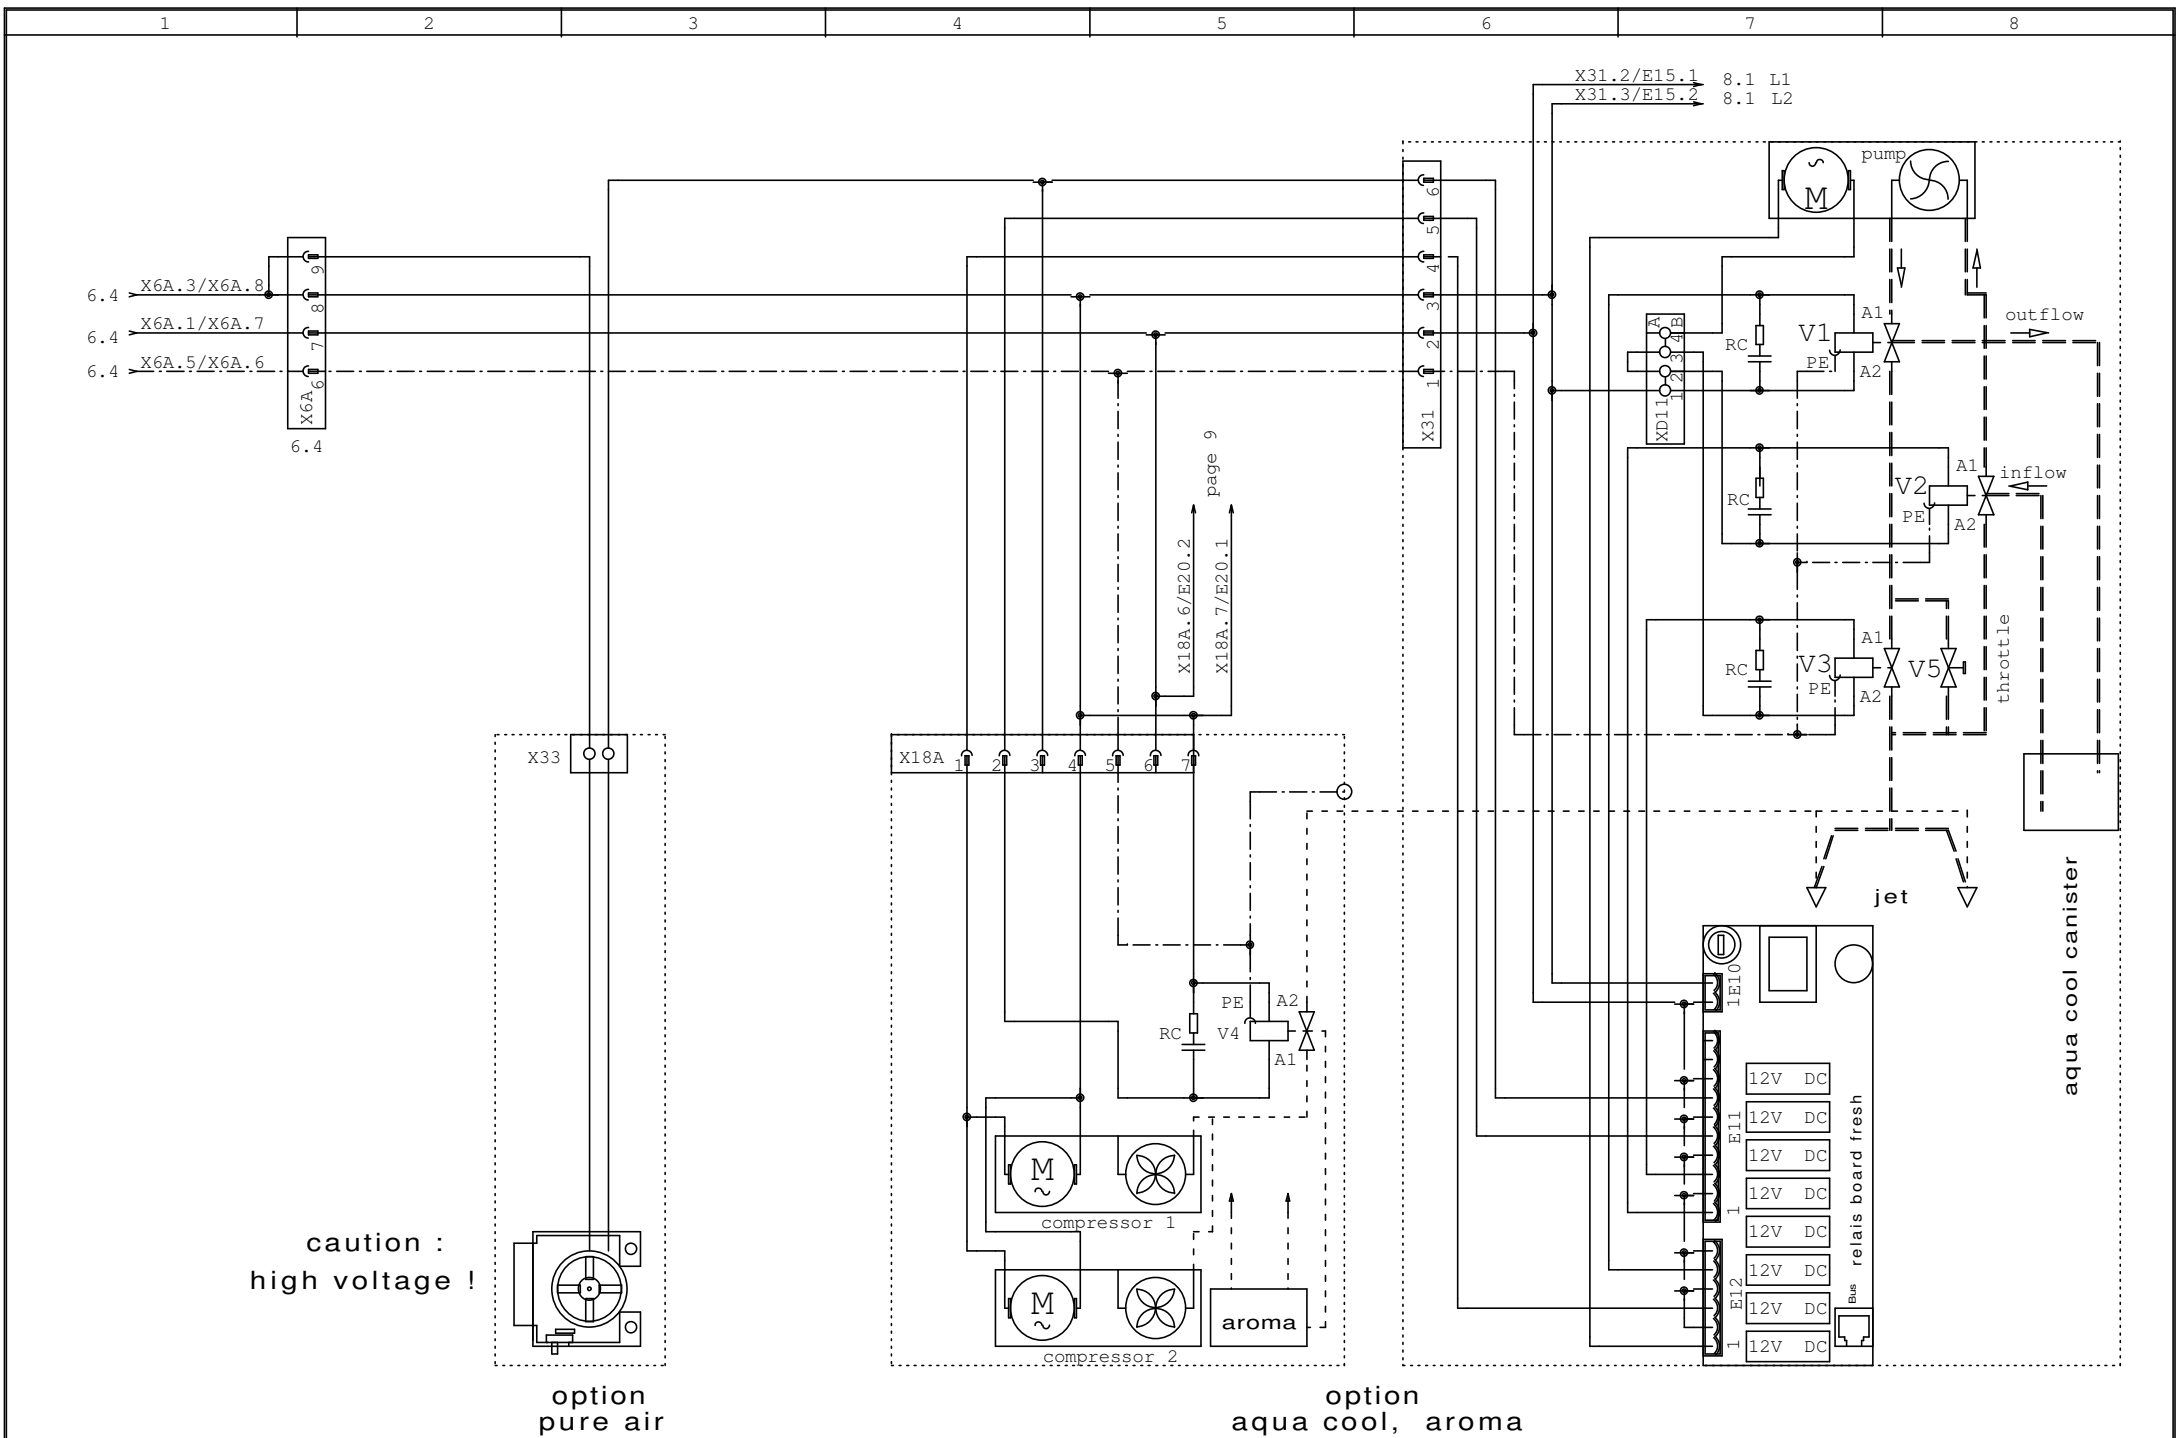 1 2 3 4 5 6 7 8
X31.2/E15.1 8.1 L1
X31.3/E15.2 8.1 L2
pump
M
6
5
4
3
2
1
X31
9
8
7
6
X6A
6.4
6.4 X6A.3/X6A.8
6.4 X6A.1/X6A.7
6.4 X6A.5/X6A.6
A B
4
3
2
1
XD11
RC
V1
PE
A1
A2
outflow
RC
V2
PE
A1
A2
inflow
RC
V3
PE
A1
A2
V5
throttle
page 9
X18A.6/E20.2
X18A.7/E20.1
X33
X18A 1 2 3 4 5 6 7
jet
aqua cool canister
PE A2
RC V4
A1
M
compressor 1
M
compressor 2
aroma
1E10
E11
1
E12
1
12V DC
12V DC
12V DC
12V DC
12V DC
12V DC
12V DC
12V DC
Bus
relais board fresh
caution :
high voltage !
option
pure air
option
aqua cool, aroma